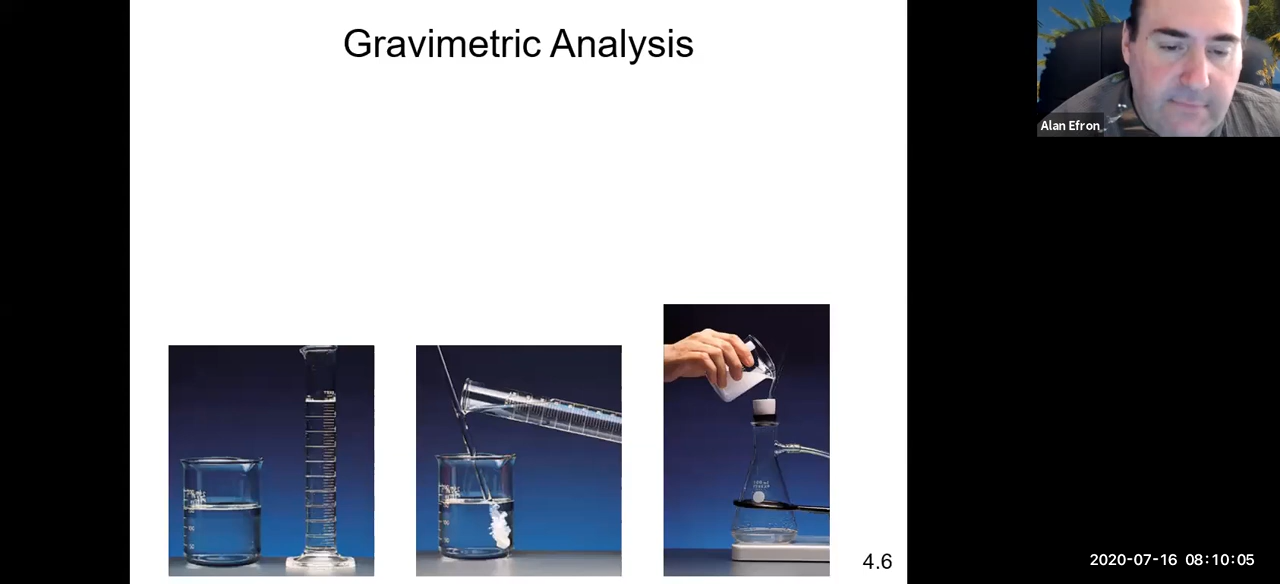 Gravimetric Analysis
Alan Efron
4.6
2020-07-16 08:10:05